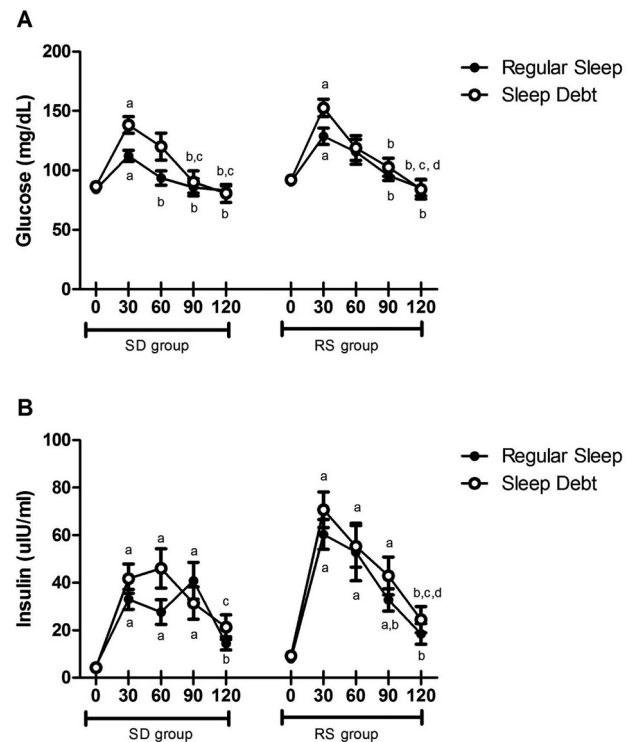 A
Glucose (mg/dL)
200
150
100
50
0
a
a
b
b,c
b
b,c
b
a
a
b
b
b, c, d
b
Regular Sleep
Sleep Debt
0 30 60 90 120 0 30 60 90 120
SD group RS group
B
Insulin (uIU/ml)
100
80
60
40
20
0
a
a
a
a
a
a
c
b
a
a
a
a
a
a,b
b,c,d
b
Regular Sleep
Sleep Debt
0 30 60 90 120 0 30 60 90 120
SD group RS group